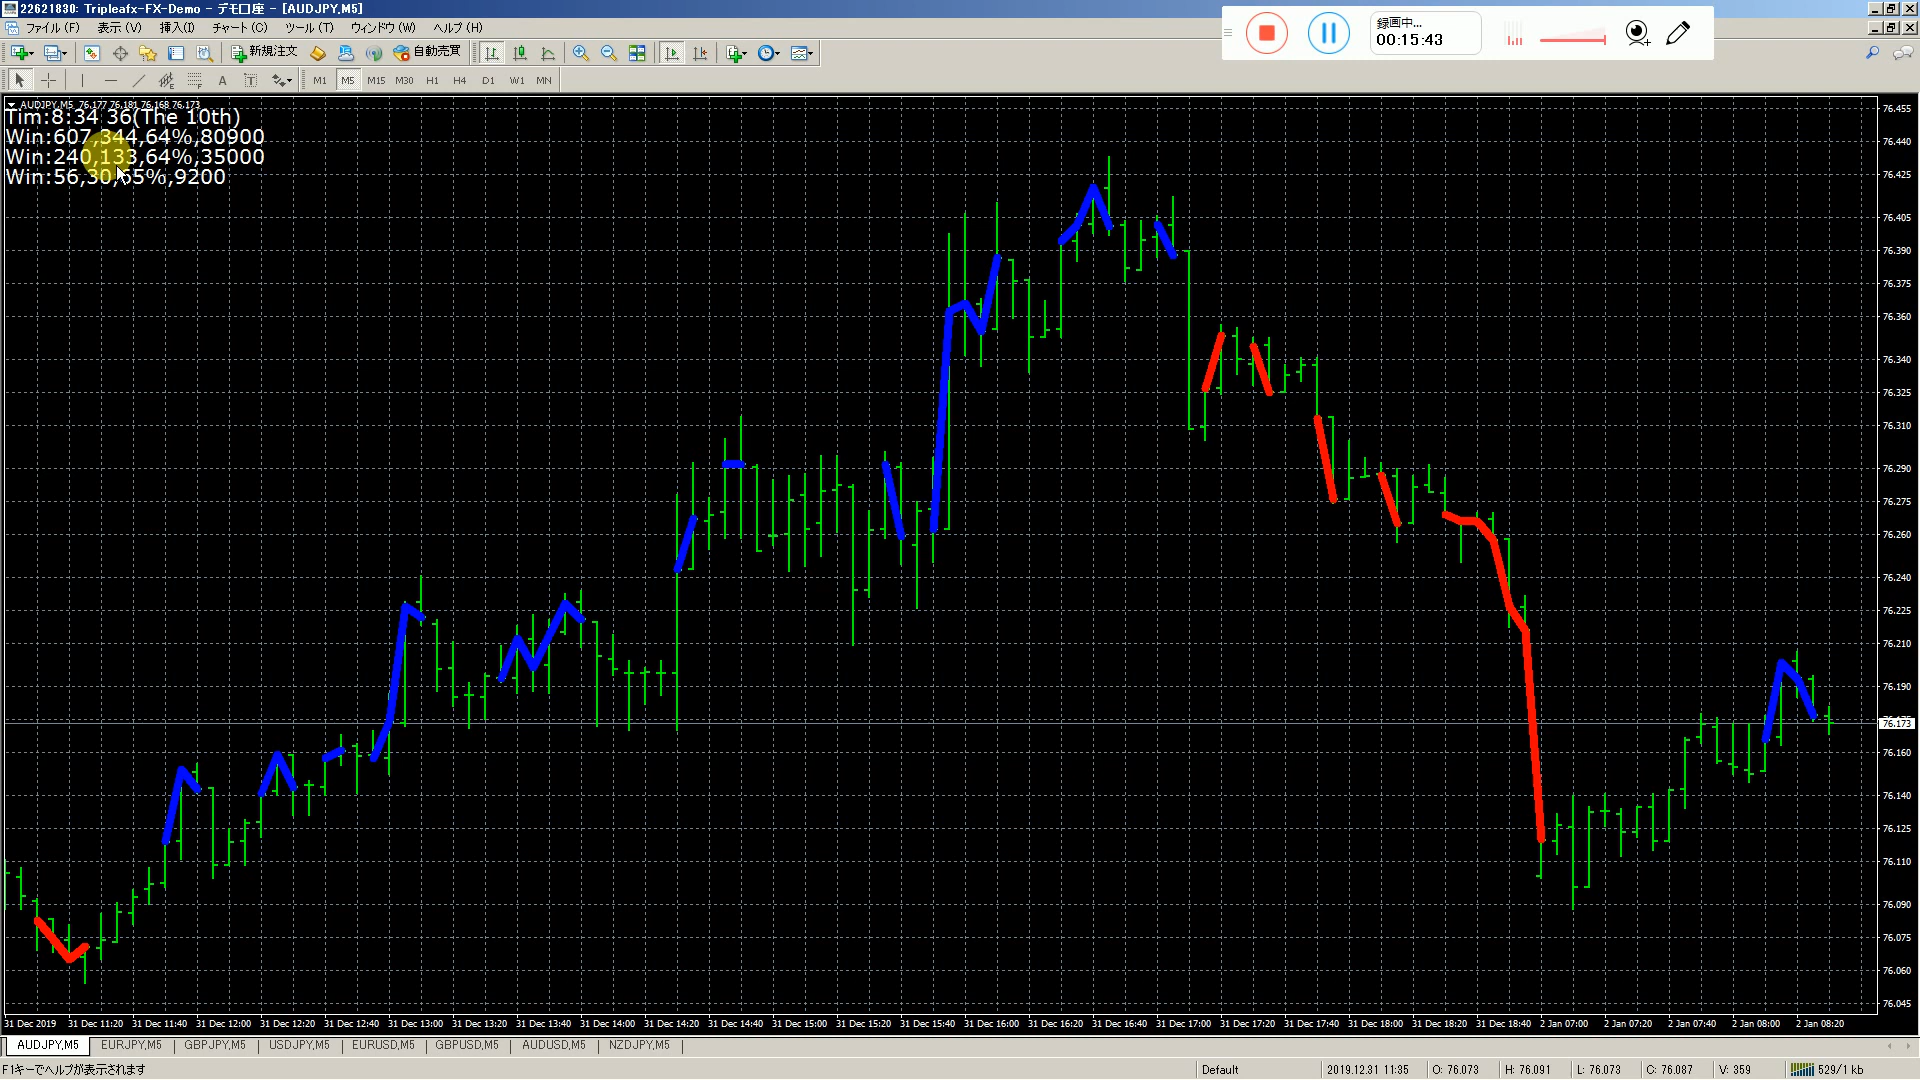 22621830: Tripleafx-FX-Demo - デモ口座 - [AUDJPY,M5]
ファイル (F) 表示 (V) 挿入(I) チャート (C) ツール (T) ウィンドウ (W) ヘルプ (H)
録画中...
00:15:43
新規注文 自動売買
A T M1 M5 M15 M30 H1 H4 D1 W1 MN
AUDJPY,M5 76.177 76.181 76.168 76.173
Tim:8:34 36(The 10th)
Win:607,344,64%,80900
Win:240,133,64%,35000
Win:56,30,65%,9200
76.455
76.440
76.425
76.405
76.390
76.375
76.360
76.340
76.325
76.310
76.290
76.275
76.260
76.240
76.225
76.210
76.190
76.173
76.160
76.140
76.125
76.110
76.090
76.075
76.060
76.045
31 Dec 2019 31 Dec 11:20 31 Dec 11:40 31 Dec 12:00 31 Dec 12:20 31 Dec 12:40 31 Dec 13:00 31 Dec 13:20 31 Dec 13:40 31 Dec 14:00 31 Dec 14:20 31 Dec 14:40 31 Dec 15:00 31 Dec 15:20 31 Dec 15:40 31 Dec 16:00 31 Dec 16:20 31 Dec 16:40 31 Dec 17:00 31 Dec 17:20 31 Dec 17:40 31 Dec 18:00 31 Dec 18:20 31 Dec 18:40 2 Jan 07:00 2 Jan 07:20 2 Jan 07:40 2 Jan 08:00 2 Jan 08:20
AUDJPY,M5 EURJPY,M5 GBPJPY,M5 USDJPY,M5 EURUSD,M5 GBPUSD,M5 AUDUSD,M5 NZDJPY,M5
F1キーでヘルプが表示されます Default 2019.12.31 11:35 O: 76.073 H: 76.091 L: 76.073 C: 76.087 V: 359 529/1 kb